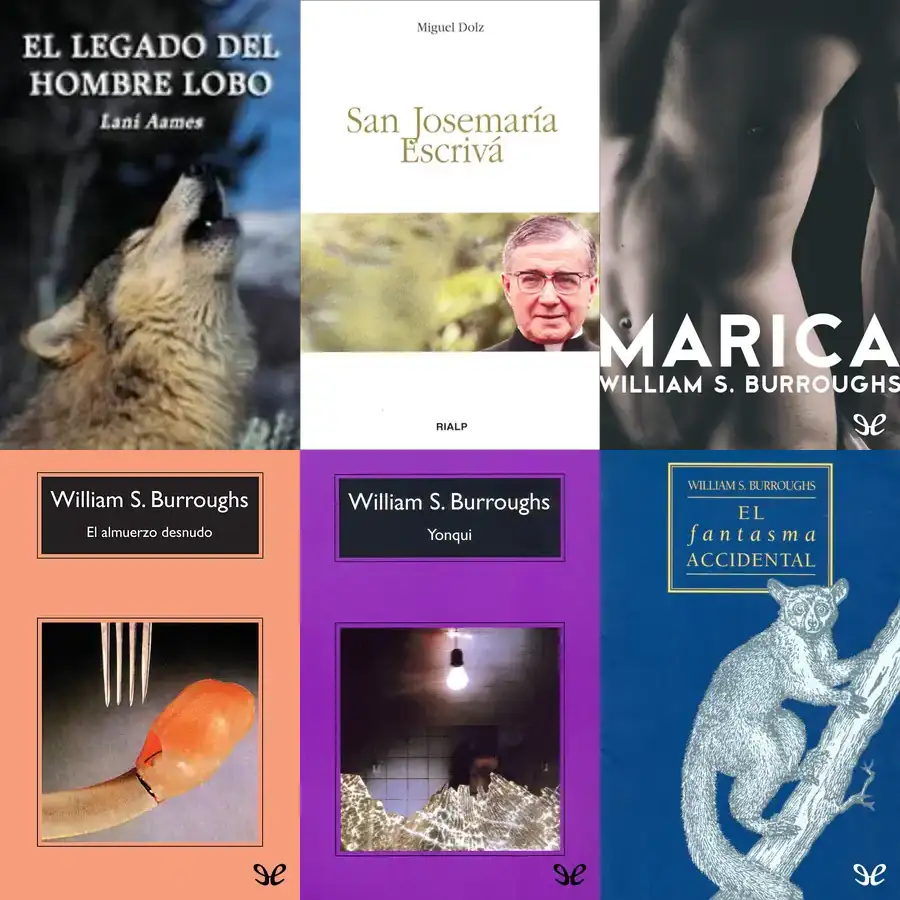 EL LEGADO DEL
HOMBRE LOBO
Lani Aames
Miguel Dolz
San Josemaría
Escrivá
RIALP
MARICA
WILLIAM S. BURROUGHS
William S. Burroughs
El almuerzo desnudo
William S. Burroughs
Yonqui
WILLIAM S. BURROUGHS
EL
fantasma
ACCIDENTAL